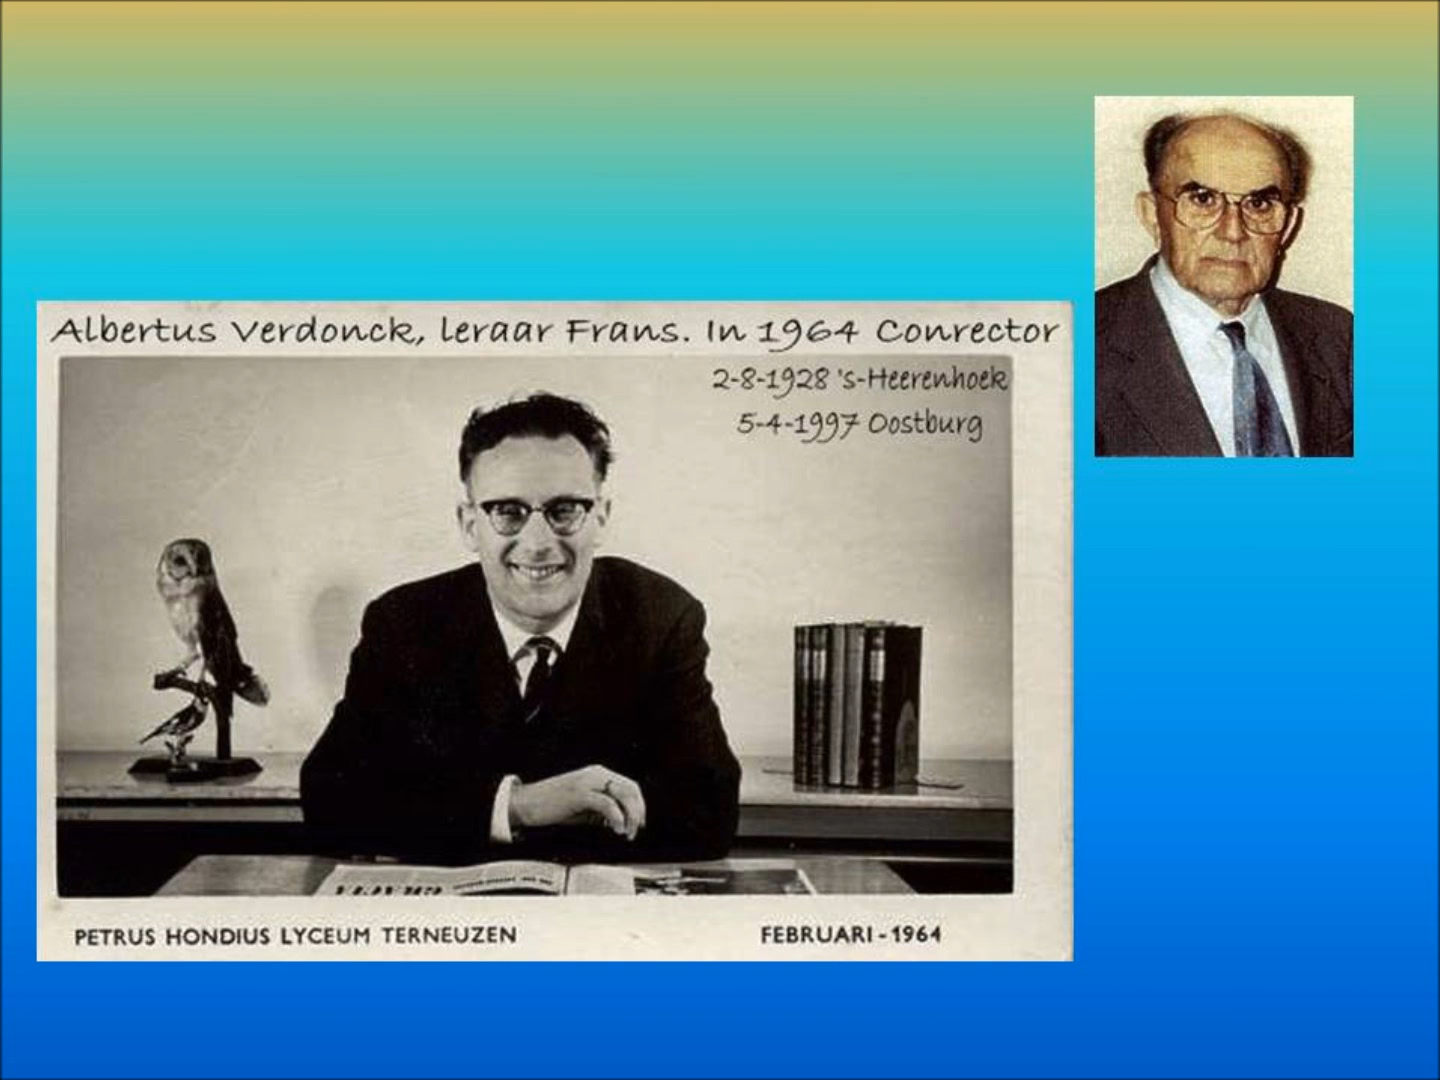 Albertus Verdonck, leraar Frans. In 1964 Conrector
2-8-1928 's-Heerenhoek
5-4-1997 Oostburg
PETRUS HONDIUS LYCEUM TERNEUZEN
FEBRUARI - 1964